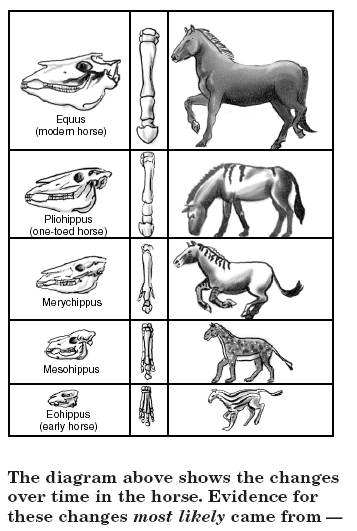 Equus
(modern horse)
Pliohippus
(one-toed horse)
Merychippus
Mesohippus
Eohippus
(early horse)
The diagram above shows the changes
over time in the horse. Evidence for
these changes most likely came from —